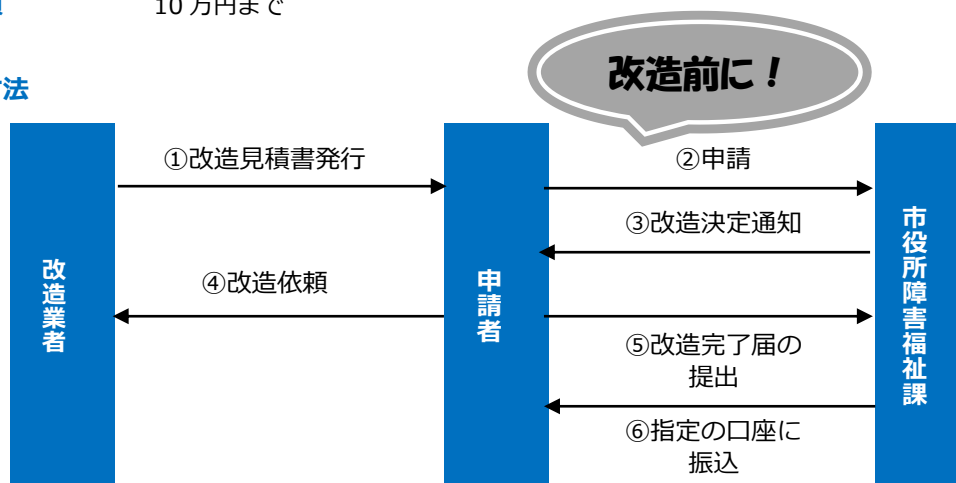 10 万円まで
法
改造前に！
①改造見積書発行
②申請
③改造決定通知
④改造依頼
⑤改造完了届の
提出
⑥指定の口座に
振込
改造業者
申請者
市役所障害福祉課